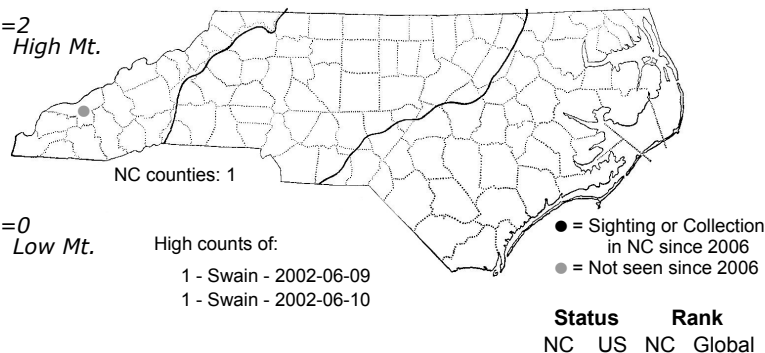 =2
High Mt.
NC counties: 1
=0
Low Mt.
High counts of:
1 - Swain - 2002-06-09
1 - Swain - 2002-06-10
● = Sighting or Collection
in NC since 2006
● = Not seen since 2006
Status Rank
NC US NC Global